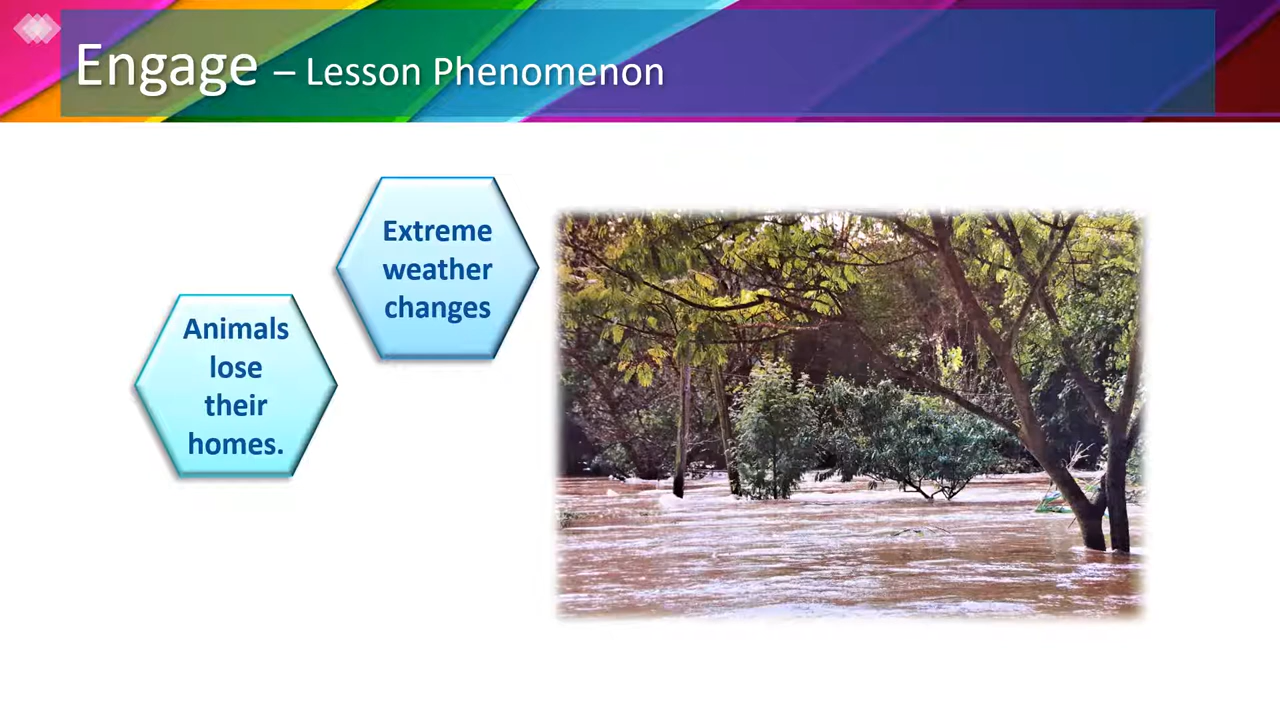 Engage – Lesson Phenomenon
Extreme
weather
changes
Animals
lose
their
homes.